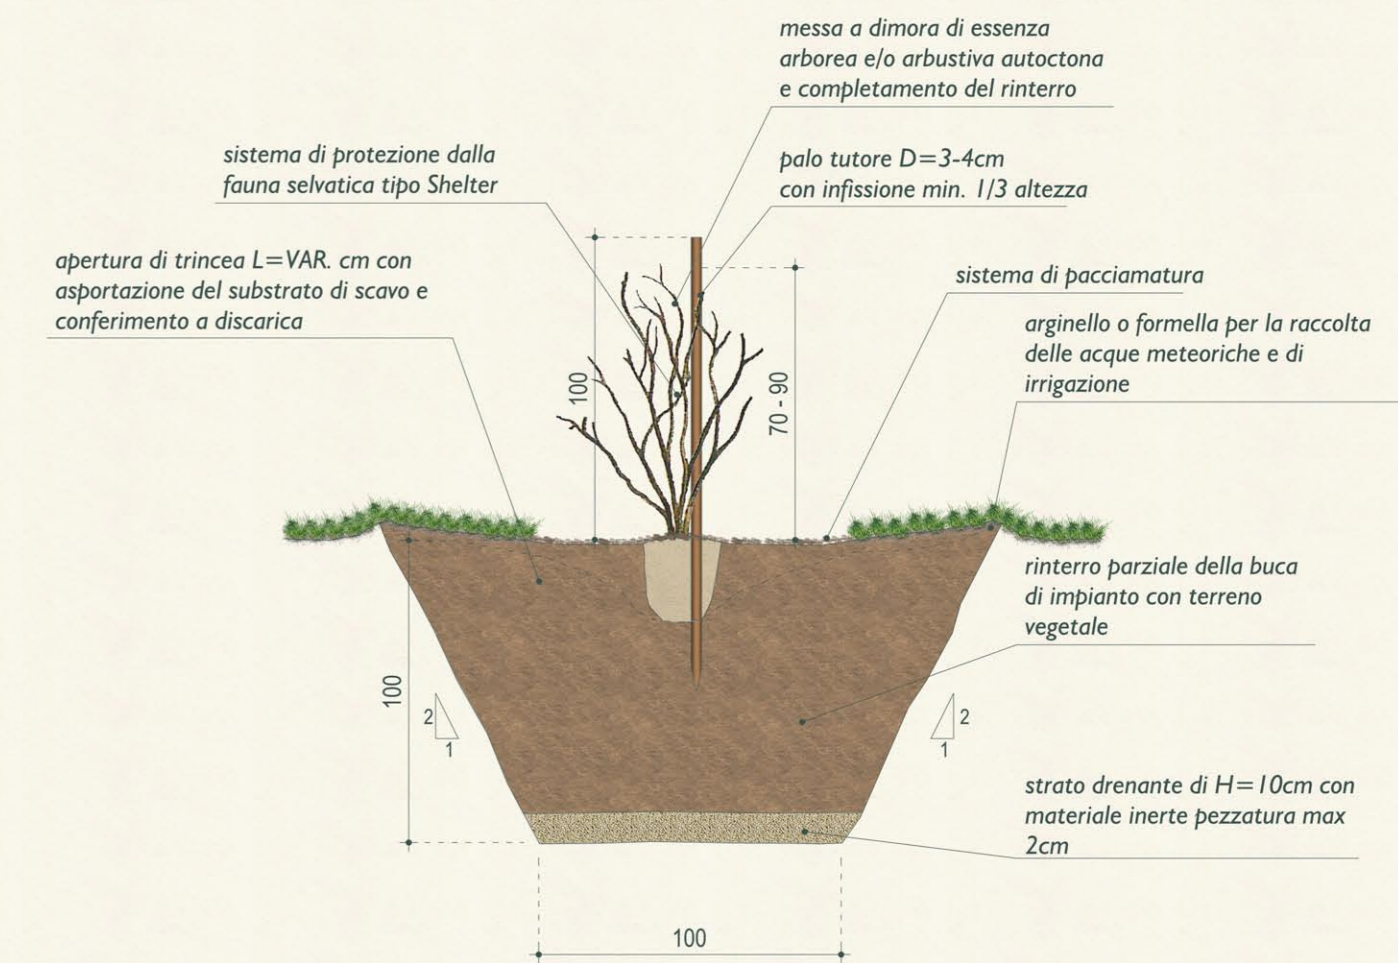 messa a dimora di essenza
arborea e/o arbustiva autoctona
e completamento del rinterro
sistema di protezione dalla
fauna selvatica tipo Shelter
palo tutore D=3-4cm
con infissione min. 1/3 altezza
apertura di trincea L=VAR. cm con
asportazione del substrato di scavo e
conferimento a discarica
sistema di pacciamatura
arginello o formella per la raccolta
delle acque meteoriche e di
irrigazione
100
70 - 90
rinterro parziale della buca
di impianto con terreno
vegetale
100
2
1
2
1
strato drenante di H=10cm con
materiale inerte pezzatura max
2cm
100